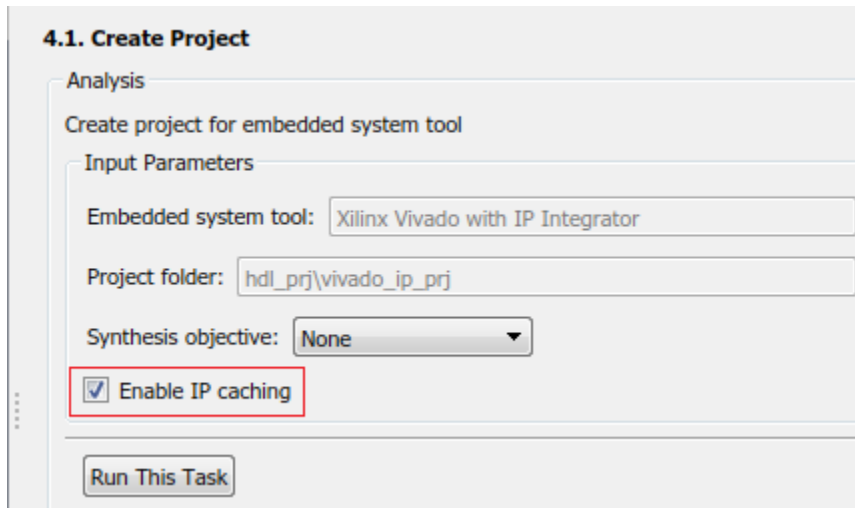 4.1. Create Project
Analysis
Create project for embedded system tool
Input Parameters
Embedded system tool: Xilinx Vivado with IP Integrator
Project folder: hdl_prj\vivado_ip_prj
Synthesis objective: None
Enable IP caching
Run This Task